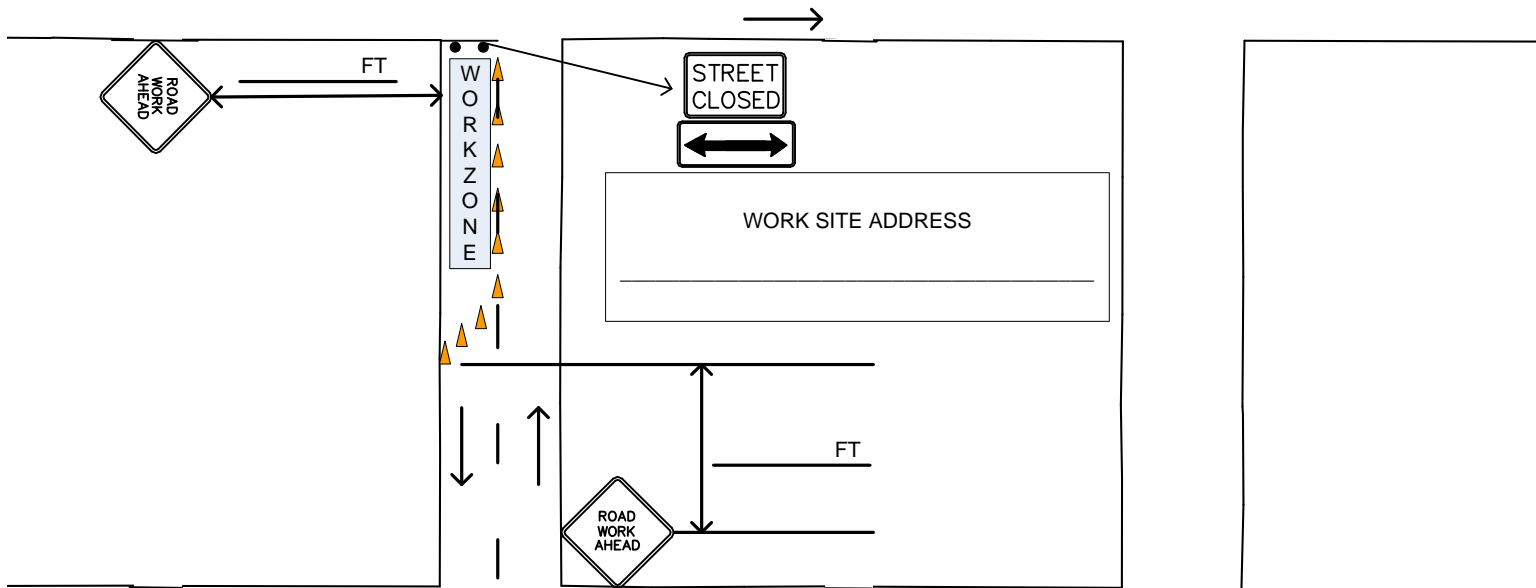 ROAD
WORK
AHEAD
FT
W
O
R
K
Z
O
N
E
STREET
CLOSED
WORK SITE ADDRESS
FT
ROAD
WORK
AHEAD